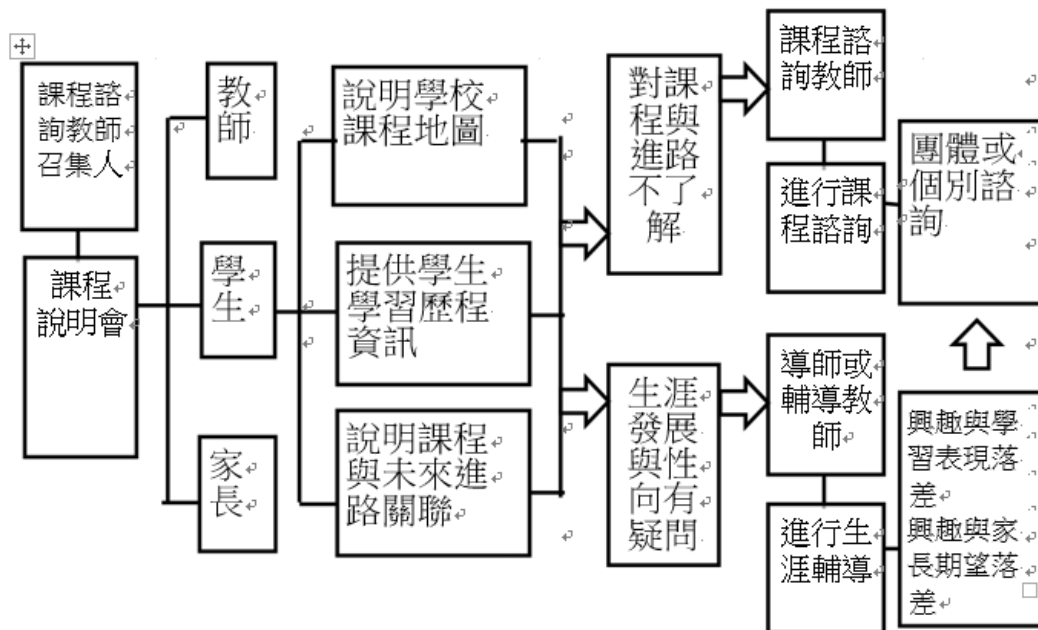 課程諮
詢教師
召集人
課程
說明會
教
師
學
生
家
長
說明學校
課程地圖
提供學生
學習歷程
資訊
說明課程
與未來進
路關聯
對課
程與
進路
不了
解
生涯
發展
與性
向有
疑問
課程諮
詢教師
進行課
程諮詢
團體或
個別諮
詢
導師或
輔導教
師
進行生
涯輔導
興趣與學
習表現落
差
興趣與家
長期望落
差